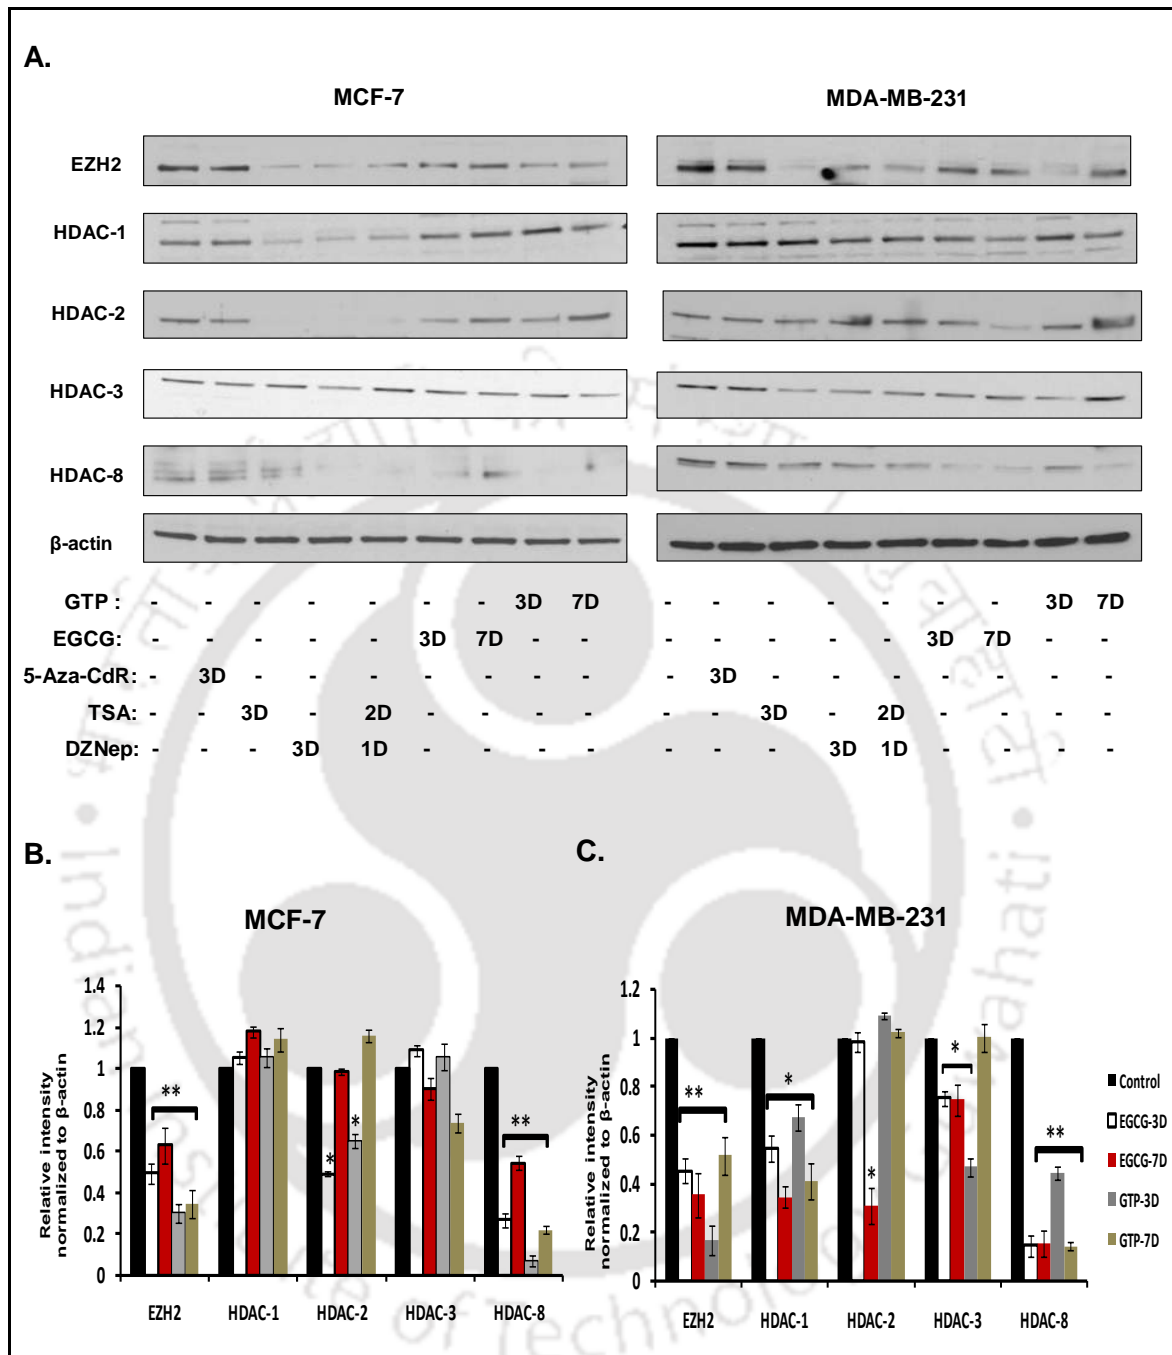 A.
MCF-7 MDA-MB-231
EZH2
HDAC-1
HDAC-2
HDAC-3
HDAC-8
β-actin
GTP : - - - - - - - 3D 7D - - - - - - - 3D 7D
EGCG: - - - - - 3D 7D - - - - - - - 3D 7D - -
5-Aza-CdR: - 3D - - - - - - - - 3D - - - - - - -
TSA: - - 3D - 2D - - - - - - 3D - 2D - - - -
DZNep: - - - 3D 1D - - - - - - - 3D 1D - - - -
B. C.
MCF-7 MDA-MB-231
Relative intensity
normalized to β-actin
1.4
1.2
1
0.8
0.6
0.4
0.2
0
** * * **
EZH2 HDAC-1 HDAC-2 HDAC-3 HDAC-8
Relative intensity
normalized to β-actin
1.2
1
0.8
0.6
0.4
0.2
0
** * * * **
EZH2 HDAC-1 HDAC-2 HDAC-3 HDAC-8
Control
EGCG-3D
EGCG-7D
GTP-3D
GTP-7D
Indian Institute of Technology Guwahati